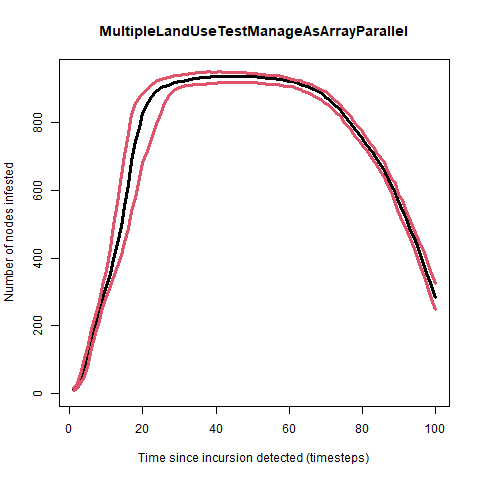 MultipleLandUseTestManageAsArrayParallel
Number of nodes infested
800
600
400
200
0
0 20 40 60 80 100
Time since incursion detected (timesteps)